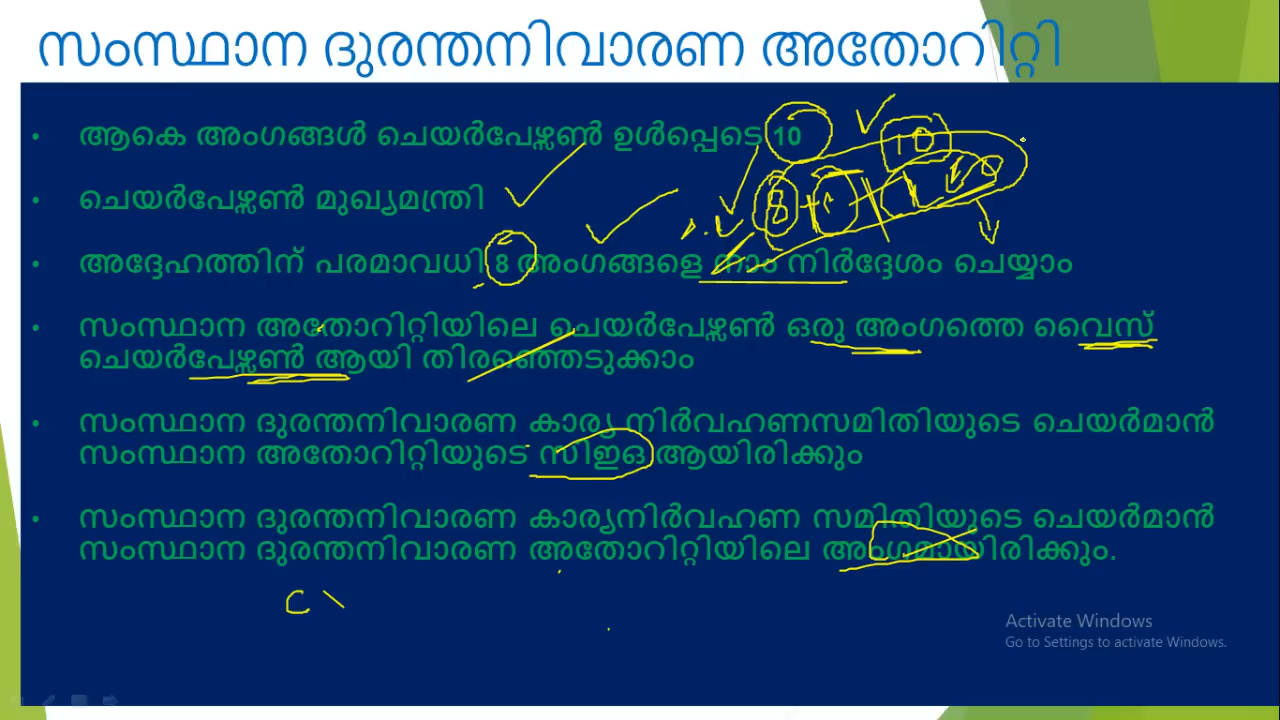 സംസ്ഥാന ദുരന്തനിവാരണ അതോറിറ്റി
• ആകെ അംഗങ്ങൾ ചെയർപേഴ്സൺ ഉൾപ്പെടെ 10
• ചെയർപേഴ്സൺ മുഖ്യമന്ത്രി
• അദ്ദേഹത്തിന് പരമാവധി 8 അംഗങ്ങളെ നാം നിർദ്ദേശം ചെയ്യാം
• സംസ്ഥാന അതോറിറ്റിയിലെ ചെയർപേഴ്സൺ ഒരു അംഗത്തെ വൈസ്
ചെയർപേഴ്സൺ ആയി തിരഞ്ഞെടുക്കാം
• സംസ്ഥാന ദുരന്തനിവാരണ കാര്യ നിർവഹണസമിതിയുടെ ചെയർമാൻ
സംസ്ഥാന അതോറിറ്റിയുടെ സിഇഒ ആയിരിക്കും
• സംസ്ഥാന ദുരന്തനിവാരണ കാര്യനിർവഹണ സമിതിയുടെ ചെയർമാൻ
സംസ്ഥാന ദുരന്തനിവാരണ അതോറിറ്റിയിലെ അംഗമായിരിക്കും.
Activate Windows
Go to Settings to activate Windows.